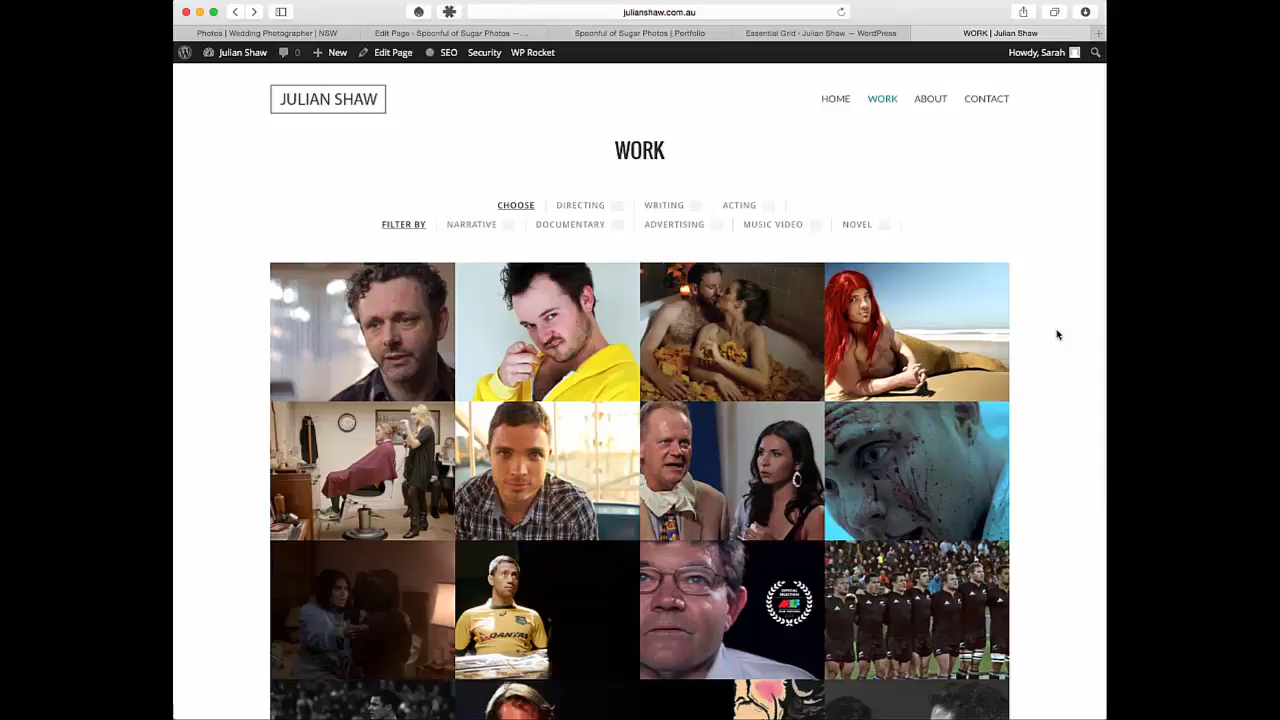 julianshaw.com.au
Photos | Wedding Photographer | NSW
Edit Page ‹ Spoonful of Sugar Photos —...
Spoonful of Sugar Photos | Portfolio
Essential Grid ‹ Julian Shaw — WordPress
WORK | Julian Shaw
Julian Shaw 0 New Edit Page SEO Security WP Rocket Howdy, Sarah
JULIAN SHAW
HOME WORK ABOUT CONTACT
WORK
CHOOSE DIRECTING WRITING ACTING
FILTER BY NARRATIVE DOCUMENTARY ADVERTISING MUSIC VIDEO NOVEL
QANTAS
OFFICIAL
SELECTION